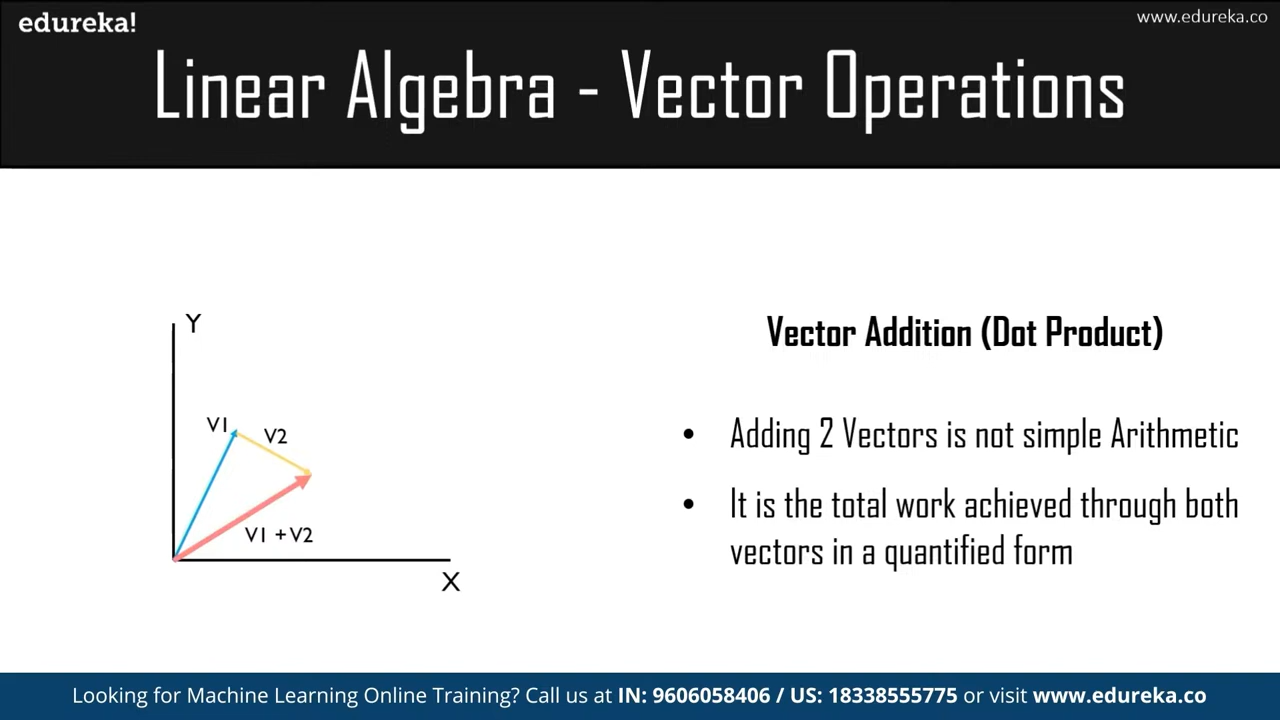 edureka!
www.edureka.co
Linear Algebra - Vector Operations
Y
V1
V2
V1 + V2
X
Vector Addition (Dot Product)
• Adding 2 Vectors is not simple Arithmetic
• It is the total work achieved through both
vectors in a quantified form
Looking for Machine Learning Online Training? Call us at IN: 9606058406 / US: 18338555775 or visit www.edureka.co